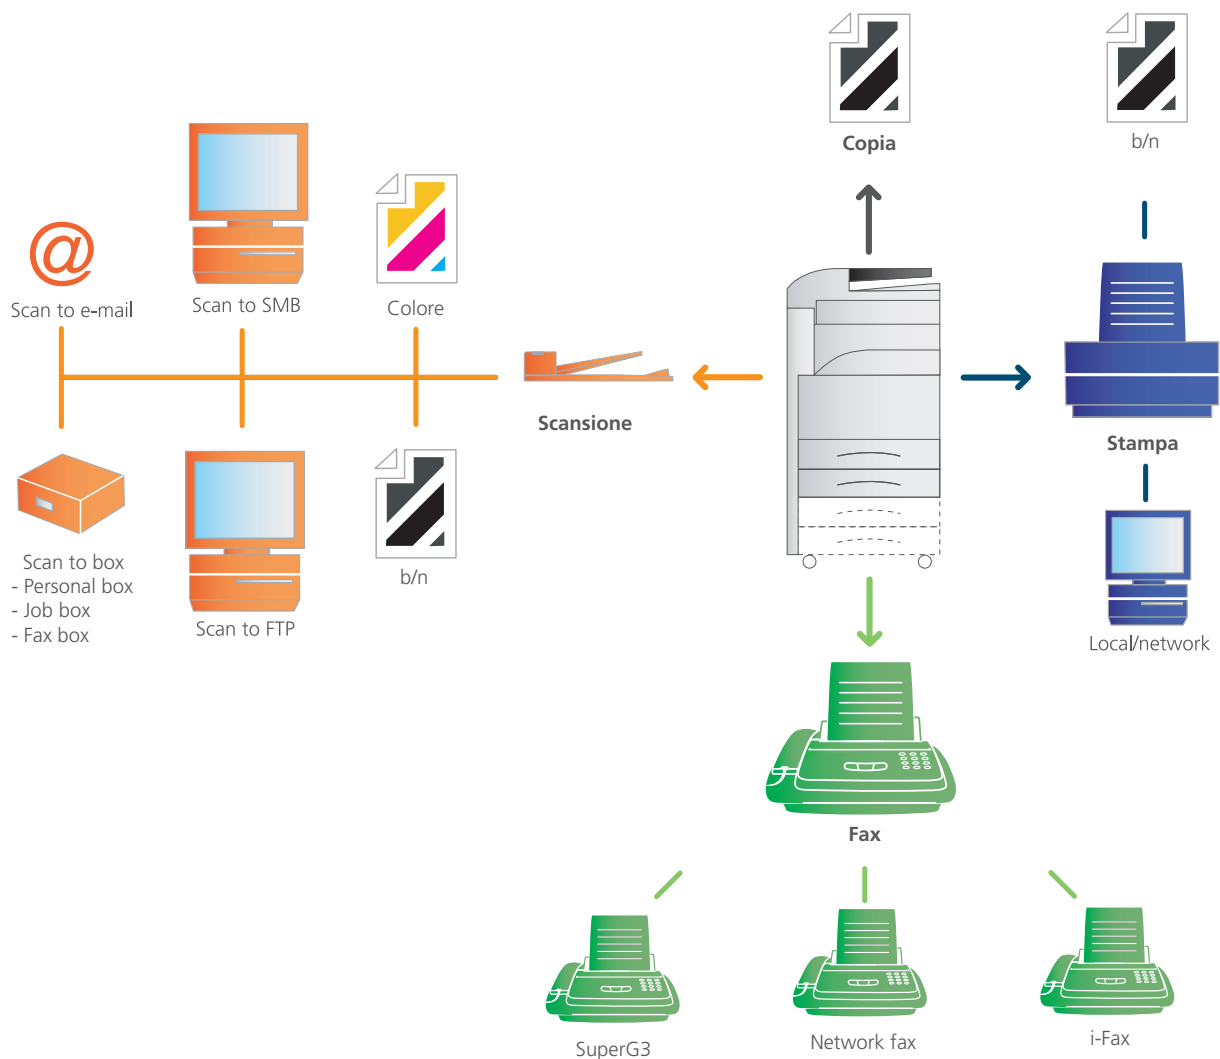 Copia
b/n
Scan to e-mail
Scan to SMB
Colore
Scansione
Stampa
Scan to box
- Personal box
- Job box
- Fax box
Scan to FTP
b/n
Local/network
Fax
SuperG3
Network fax
i-Fax